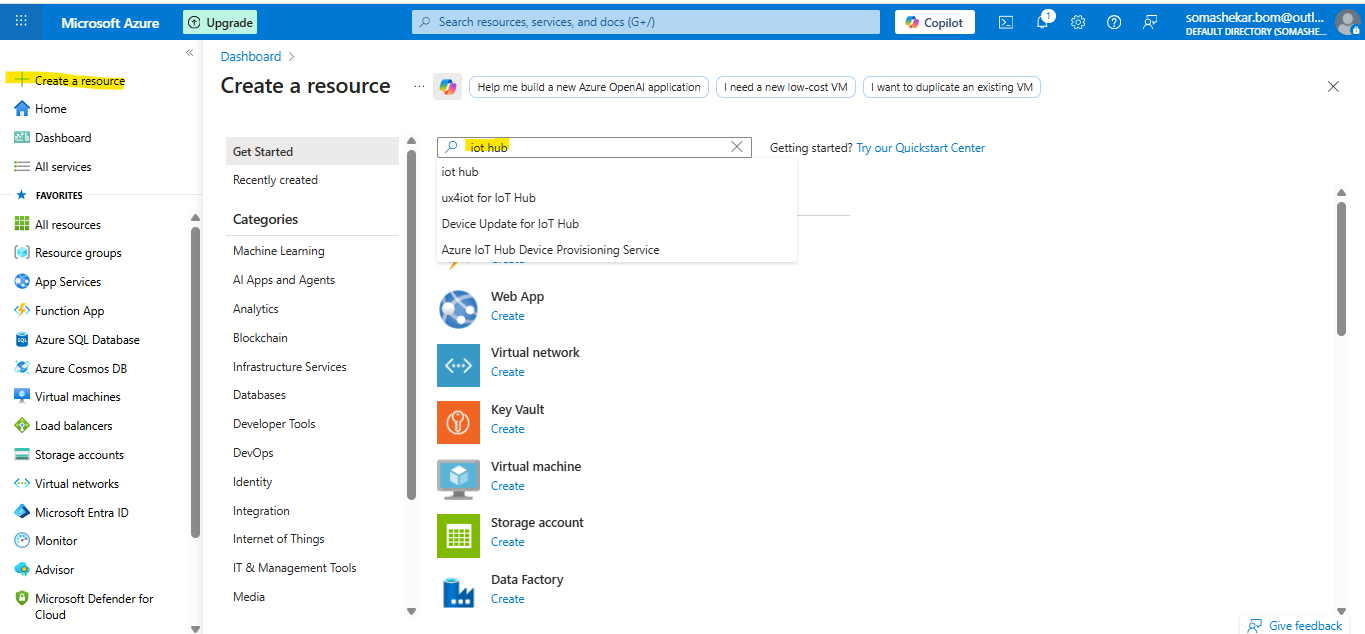 Microsoft Azure
Upgrade
Search resources, services, and docs (G+/)
Copilot
1
somashekar.bom@outl...
DEFAULT DIRECTORY (SOMASHE...
Create a resource
Home
Dashboard
All services
FAVORITES
All resources
Resource groups
App Services
Function App
Azure SQL Database
SQL
Azure Cosmos DB
Virtual machines
Load balancers
Storage accounts
Virtual networks
Microsoft Entra ID
Monitor
Advisor
Microsoft Defender for
Cloud
Dashboard >
Create a resource
...
Help me build a new Azure OpenAI application
I need a new low-cost VM
I want to duplicate an existing VM
Get Started
Recently created
Categories
Machine Learning
AI Apps and Agents
Analytics
Blockchain
Infrastructure Services
Databases
Developer Tools
DevOps
Identity
Integration
Internet of Things
IT & Management Tools
Media
iot hub
Getting started? Try our Quickstart Center
iot hub
ux4iot for IoT Hub
Device Update for IoT Hub
Azure IoT Hub Device Provisioning Service
Create
Web App
Create
Virtual network
Create
Key Vault
Create
Virtual machine
Create
Storage account
Create
Data Factory
Create
Give feedback